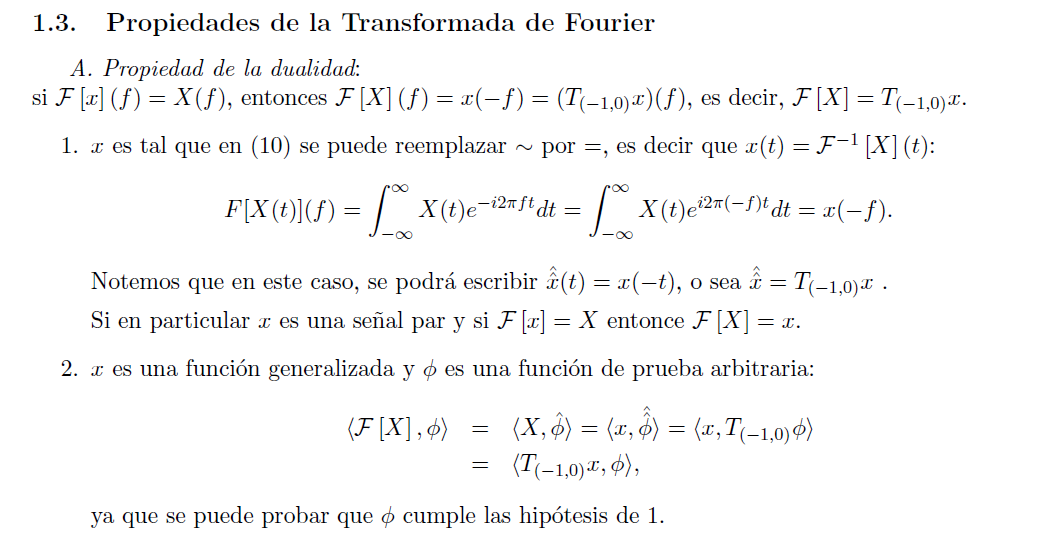 1.3. Propiedades de la Transformada de Fourier
A. Propiedad de la dualidad:
si $\mathcal{F}[x](f) = X(f)$, entonces $\mathcal{F}[X](f) = x(-f) = (T_{(-1,0)}x)(f)$, es decir, $\mathcal{F}[X] = T_{(-1,0)}x$.
1. $x$ es tal que en (10) se puede reemplazar $\sim$ por $=$, es decir que $x(t) = \mathcal{F}^{-1}[X](t)$:
$F[X(t)](f) = \int_{-\infty}^{\infty} X(t)e^{-i2\pi ft}dt = \int_{-\infty}^{\infty} X(t)e^{i2\pi(-f)t}dt = x(-f).$
Notemos que en este caso, se podrá escribir $\hat{\hat{x}}(t) = x(-t)$, o sea $\hat{\hat{x}} = T_{(-1,0)}x$ .
Si en particular $x$ es una señal par y si $\mathcal{F}[x] = X$ entonce $\mathcal{F}[X] = x$.
2. $x$ es una función generalizada y $\phi$ es una función de prueba arbitraria:
$\langle \mathcal{F}[X], \phi \rangle = \langle X, \hat{\phi} \rangle = \langle x, \hat{\hat{\phi}} \rangle = \langle x, T_{(-1,0)}\phi \rangle$
$= \langle T_{(-1,0)}x, \phi \rangle,$
ya que se puede probar que $\phi$ cumple las hipótesis de 1.